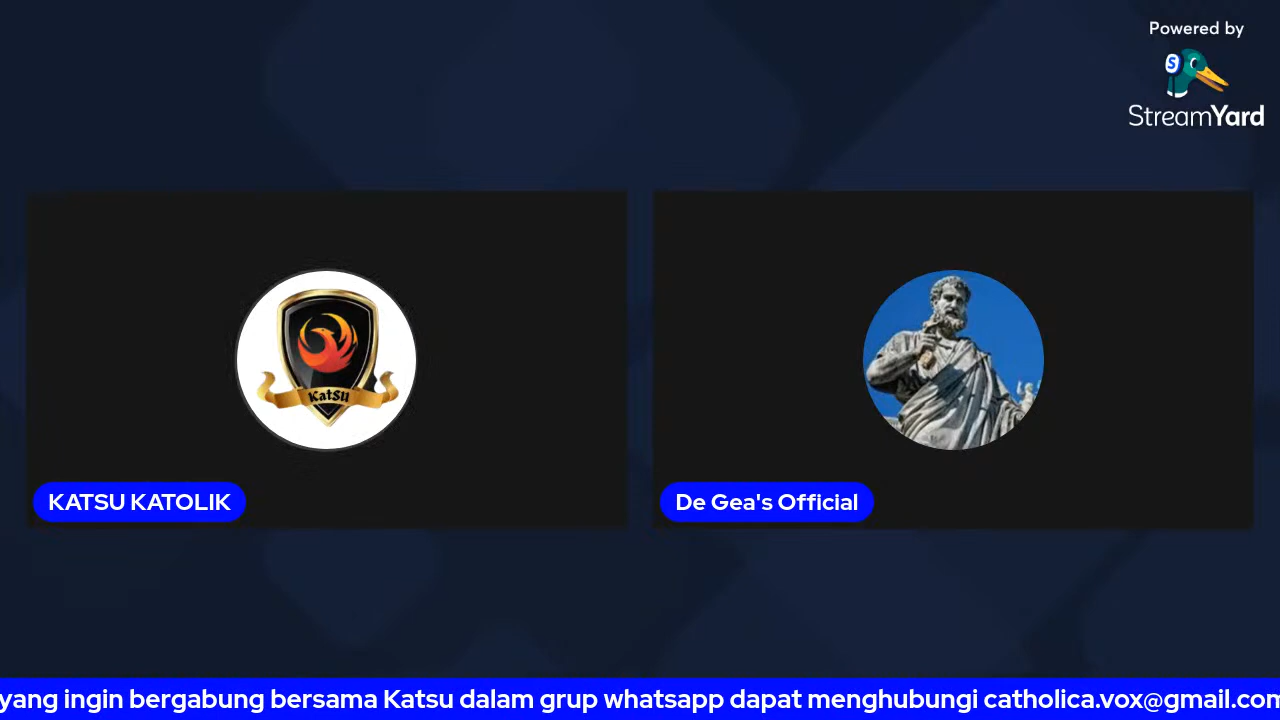 Powered by
S
StreamYard
KatSU
KATSU KATOLIK
De Gea's Official
yang ingin bergabung bersama Katsu dalam grup whatsapp dapat menghubungi catholica.vox@gmail.com